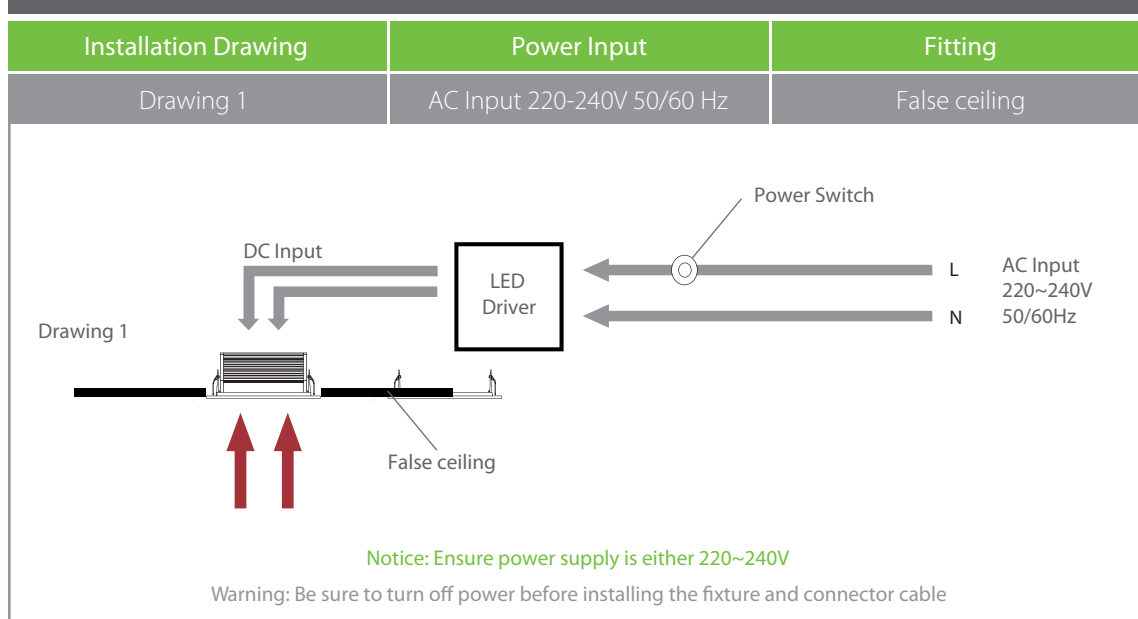 Installation Drawing
Power Input
Fitting
Drawing 1
AC Input 220-240V 50/60 Hz
False ceiling
Power Switch
DC Input
LED
Driver
L
N
AC Input
220~240V
50/60Hz
Drawing 1
False ceiling
Notice: Ensure power supply is either 220~240V
Warning: Be sure to turn off power before installing the fixture and connector cable